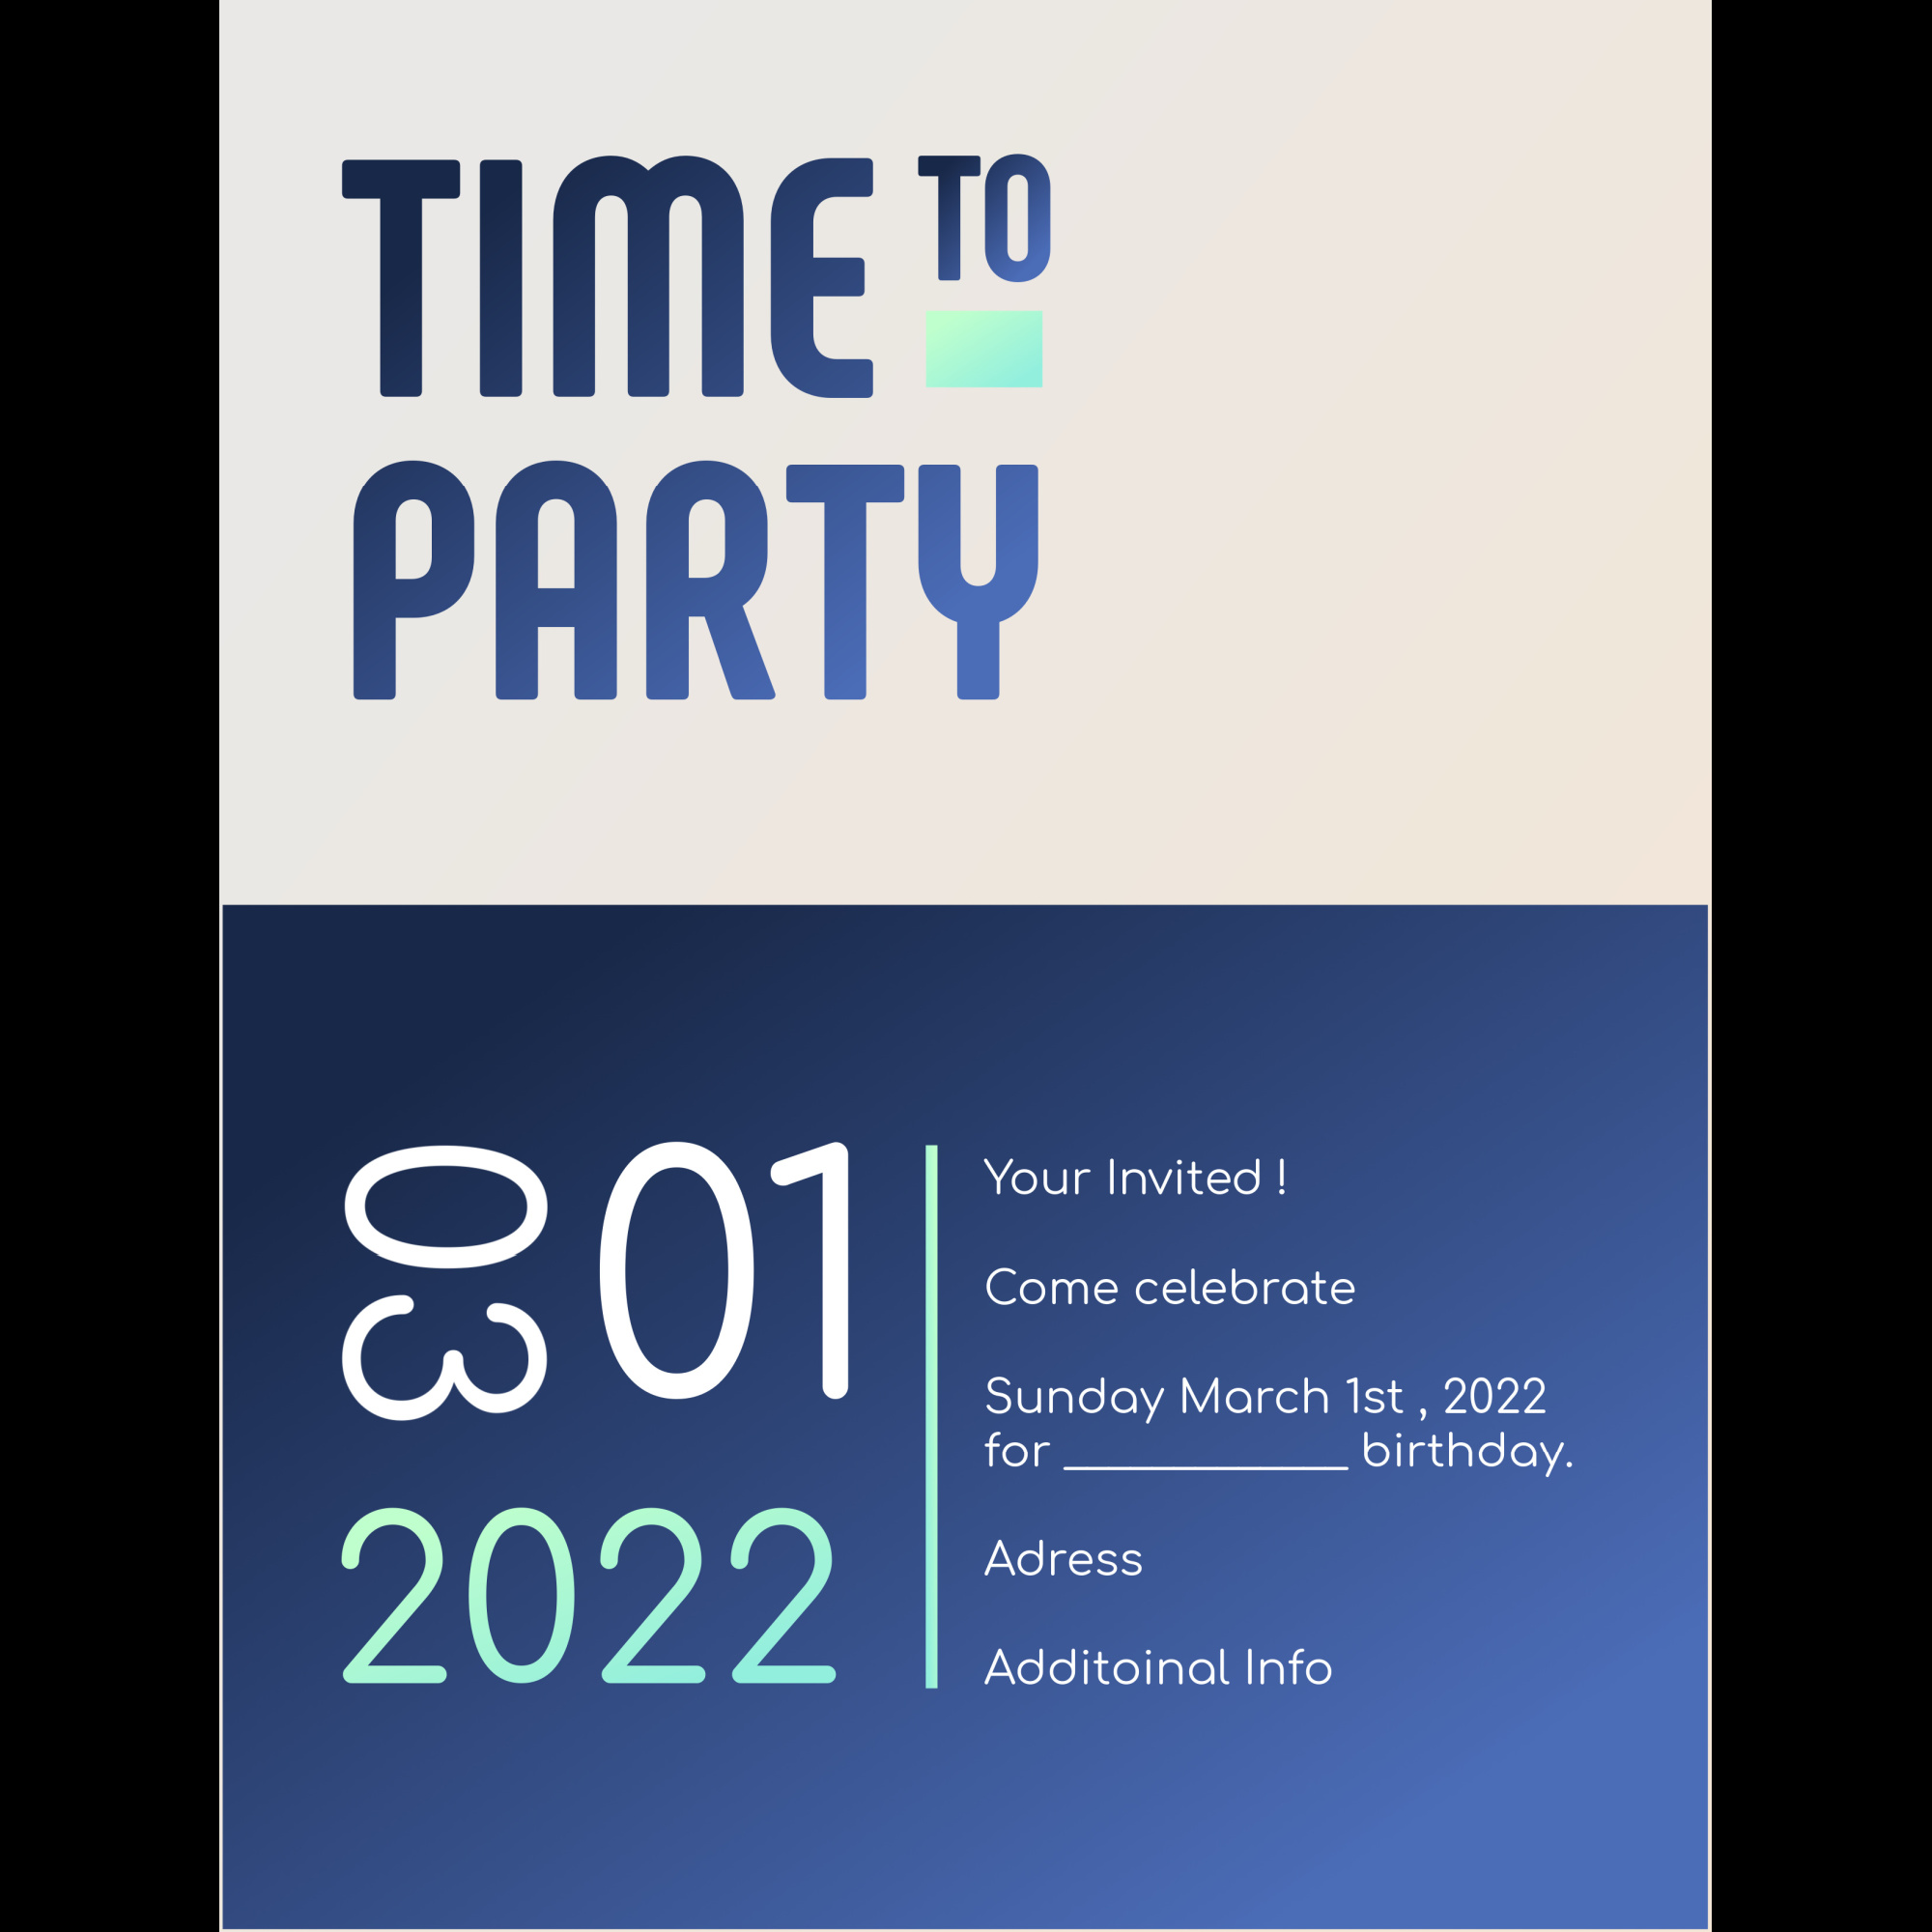 TIME TO
PARTY
03 01
2022
Your Invited !
Come celebrate
Sunday March 1st , 2022
for ______________ birthday.
Adress
Additoinal Info